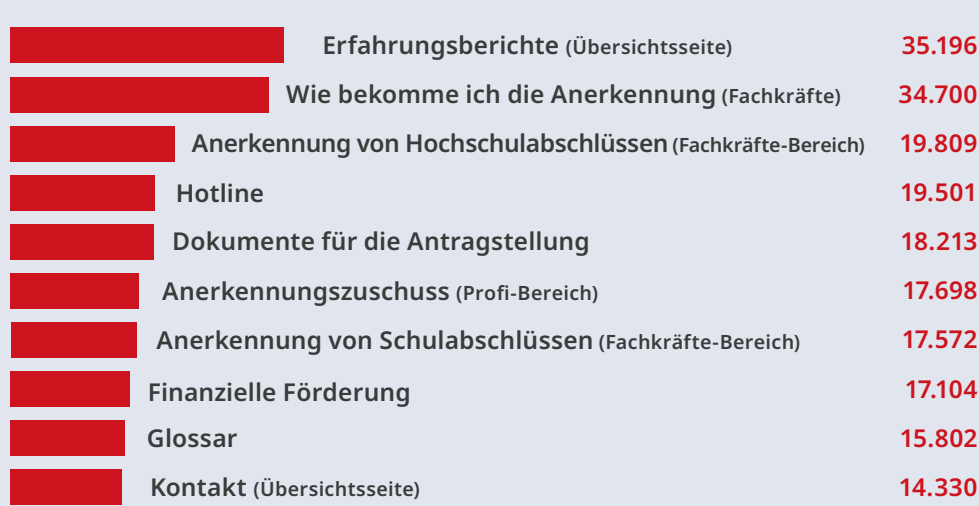 Erfahrungsberichte (Übersichtsseite) 35.196
Wie bekomme ich die Anerkennung (Fachkräfte) 34.700
Anerkennung von Hochschulabschlüssen (Fachkräfte-Bereich) 19.809
Hotline 19.501
Dokumente für die Antragstellung 18.213
Anerkennungszuschuss (Profi-Bereich) 17.698
Anerkennung von Schulabschlüssen (Fachkräfte-Bereich) 17.572
Finanzielle Förderung 17.104
Glossar 15.802
Kontakt (Übersichtsseite) 14.330